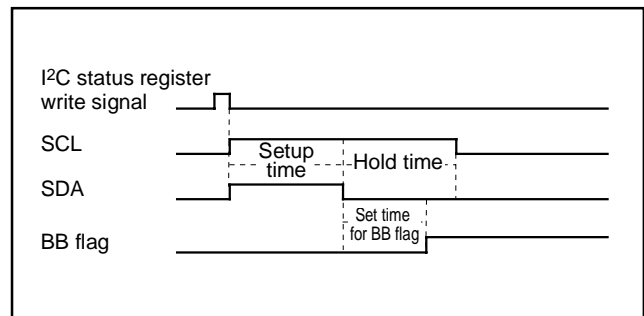 I2C status register
write signal
SCL
Setup
time
Hold time
SDA
Set time
for BB flag
BB flag